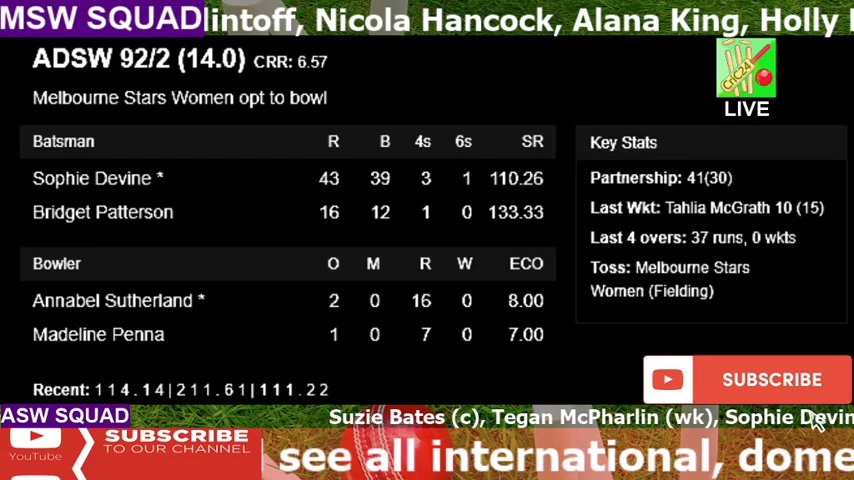 MSW SQUAD
lintoff, Nicola Hancock, Alana King, Holly
ADSW 92/2 (14.0) CRR: 6.57
Melbourne Stars Women opt to bowl
CriC24
LIVE
Batsman R B 4s 6s SR
Sophie Devine * 43 39 3 1 110.26
Bridget Patterson 16 12 1 0 133.33
Bowler O M R W ECO
Annabel Sutherland * 2 0 16 0 8.00
Madeline Penna 1 0 7 0 7.00
Recent: 1 1 4 . 1 4 | 2 1 1 . 6 1 | 1 1 1 . 2 2
Key Stats
Partnership: 41(30)
Last Wkt: Tahlia McGrath 10 (15)
Last 4 overs: 37 runs, 0 wkts
Toss: Melbourne Stars
Women (Fielding)
SUBSCRIBE
ASW SQUAD
Suzie Bates (c), Tegan McPharlin (wk), Sophie Devin
YouTube
SUBSCRIBE
TO OUR CHANNEL
see all international, dome